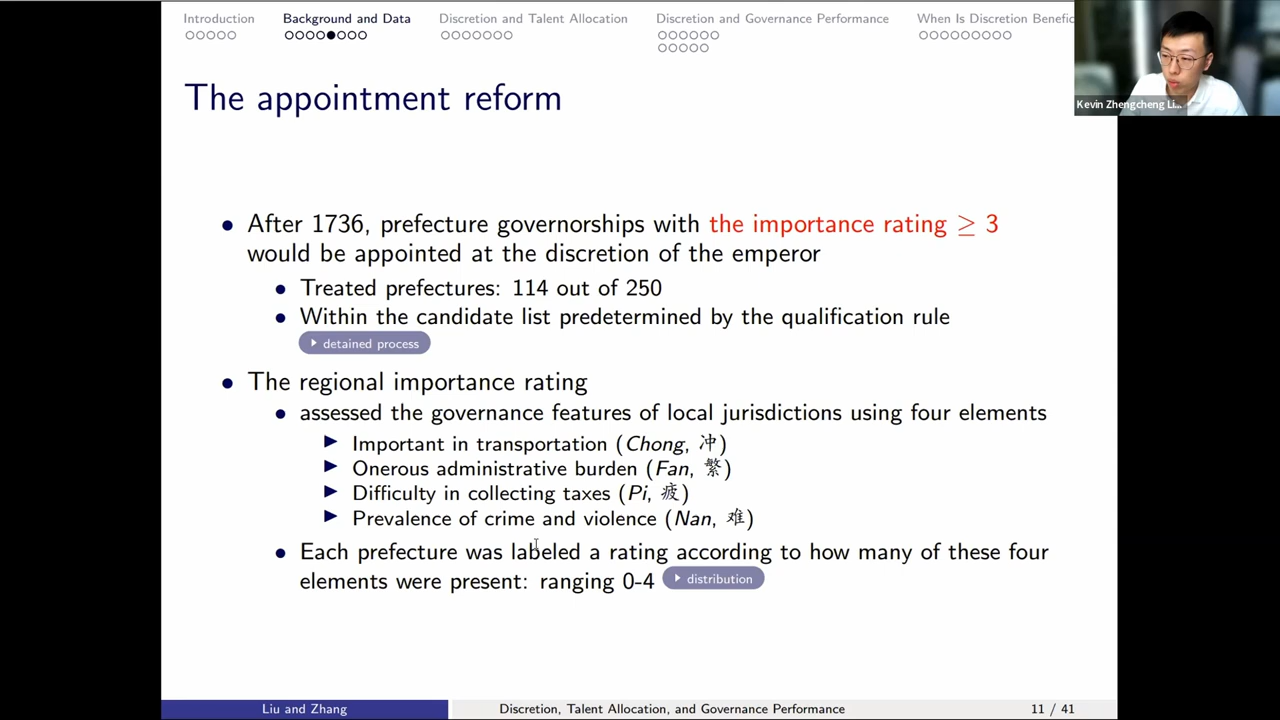 Introduction
Background and Data
Discretion and Talent Allocation
Discretion and Governance Performance
When Is Discretion Benefic
Kevin Zhengcheng Li...
The appointment reform
After 1736, prefecture governorships with the importance rating ≥ 3
would be appointed at the discretion of the emperor
Treated prefectures: 114 out of 250
Within the candidate list predetermined by the qualification rule
detained process
The regional importance rating
assessed the governance features of local jurisdictions using four elements
Important in transportation (Chong, 冲)
Onerous administrative burden (Fan, 繁)
Difficulty in collecting taxes (Pi, 疲)
Prevalence of crime and violence (Nan, 难)
Each prefecture was labeled a rating according to how many of these four
elements were present: ranging 0-4 distribution
Liu and Zhang
Discretion, Talent Allocation, and Governance Performance
11 / 41